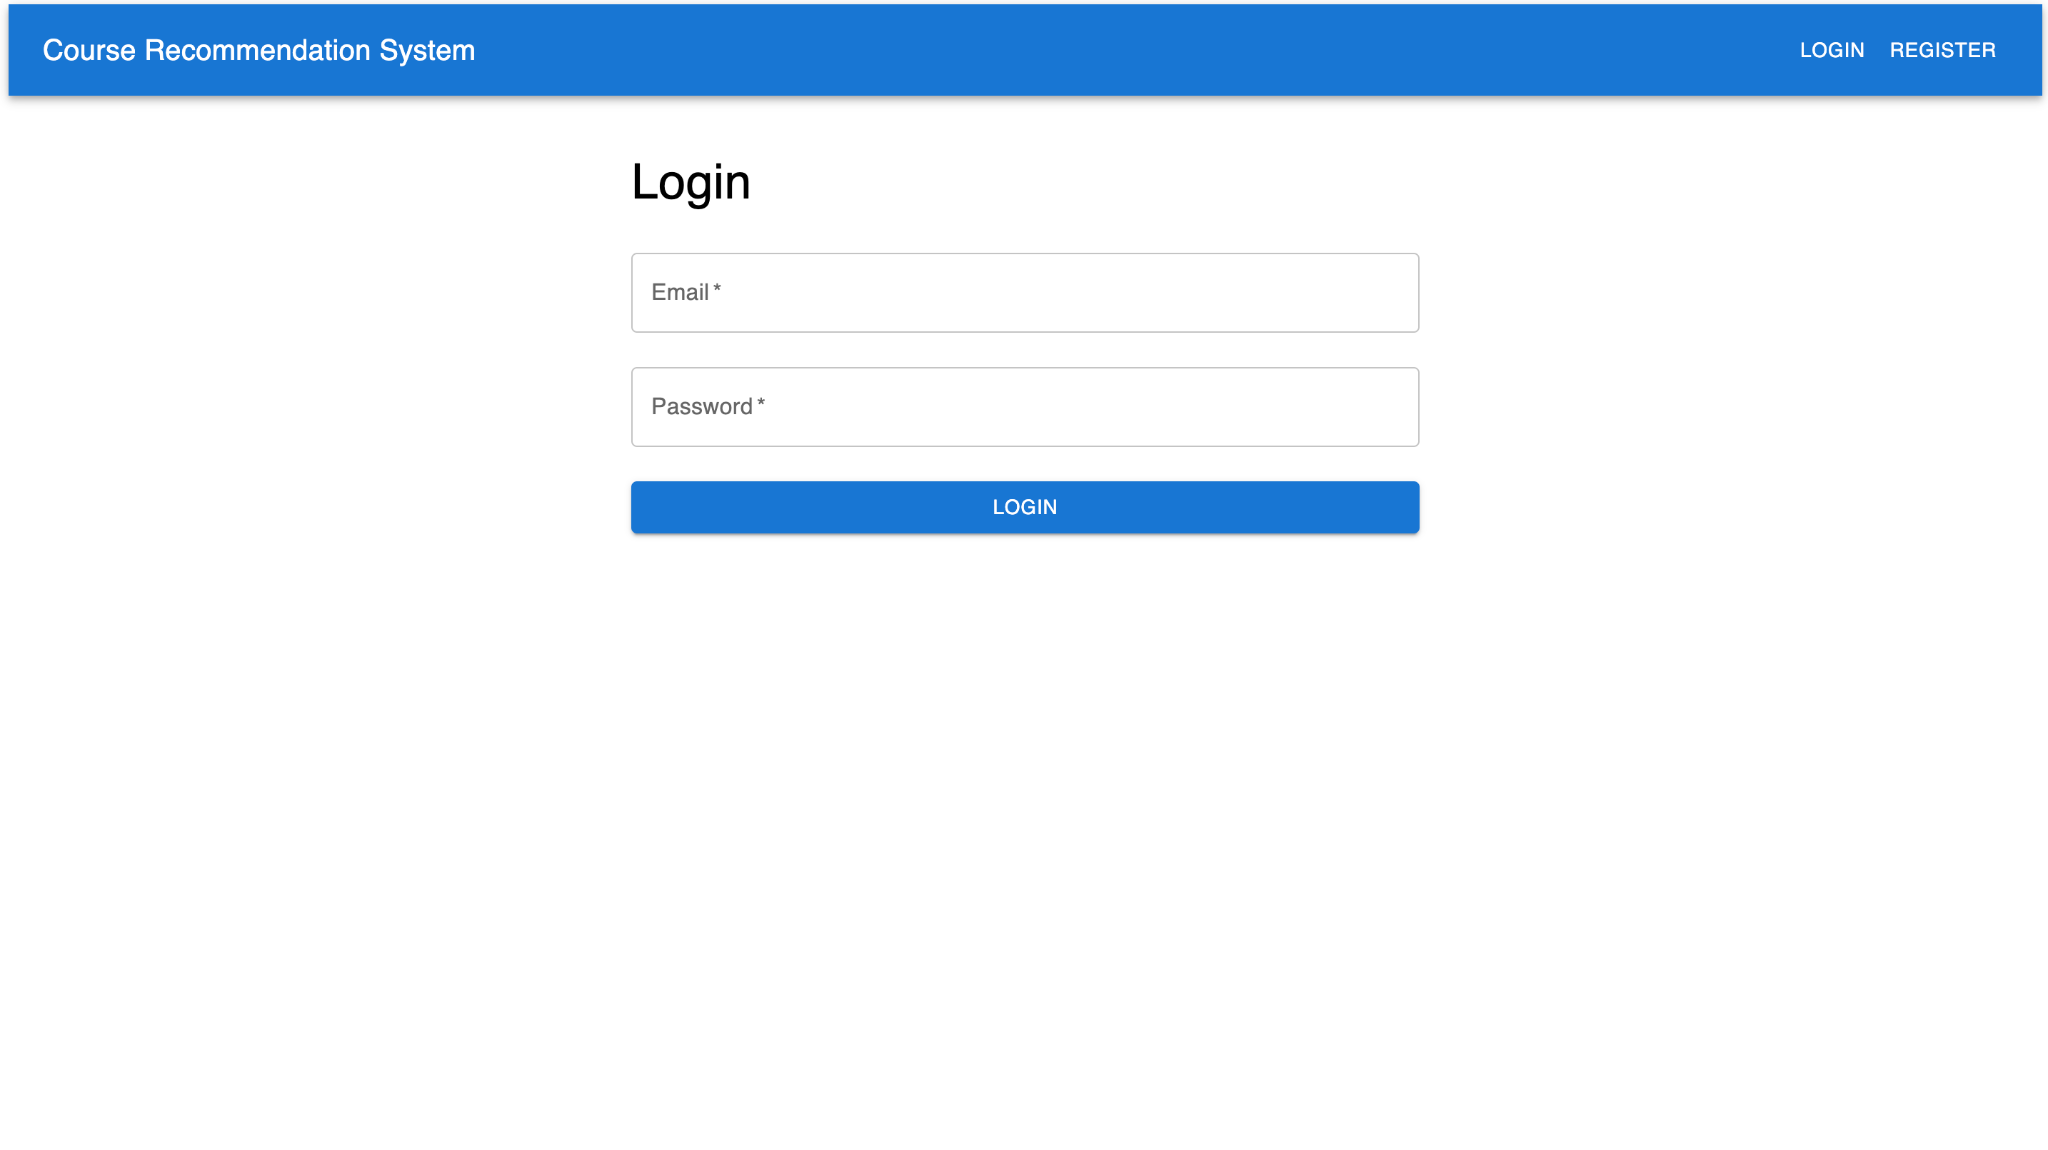 Course Recommendation System
LOGIN REGISTER
Login
Email *
Password *
LOGIN